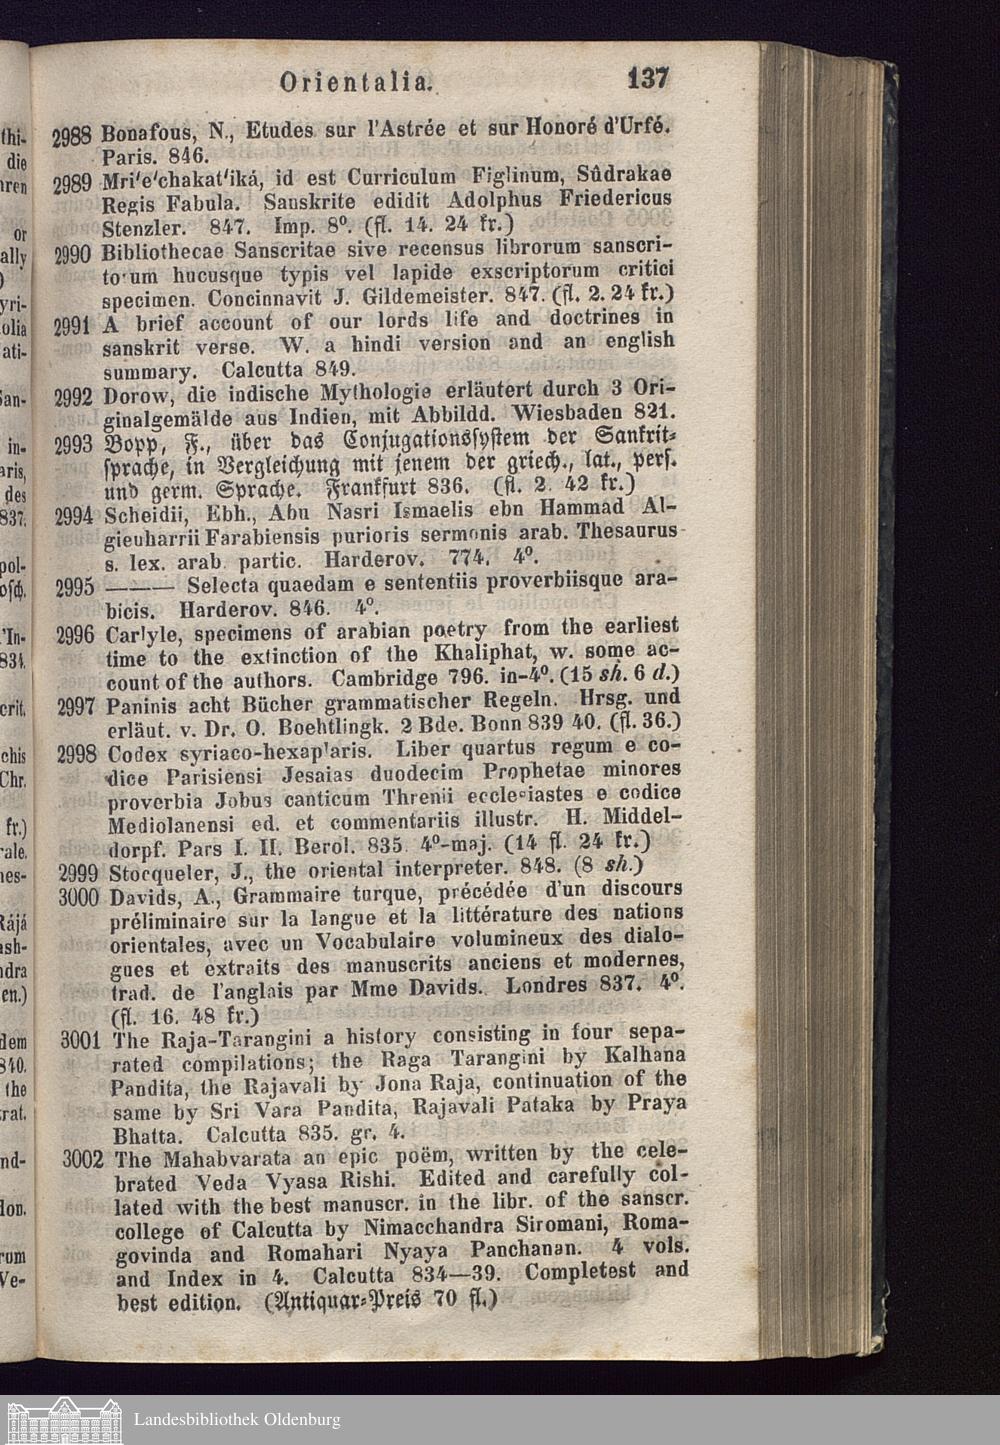 Orientalia. 137
2988 Bonafous, N., Etudes sur l'Astrée et sur Honoré d'Urfé.
Paris. 846.
2989 Mri'e'chakat'iká, id est Curriculum Figlinum, Sûdrakae
Regis Fabula. Sanskrite edidit Adolphus Friedericus
Stenzler. 847. Imp. 8⁰. (fl. 14. 24 kr.)
2990 Bibliothecae Sanscritae sive recensus librorum sanscri-
torum hucusque typis vel lapide exscriptorum critici
specimen. Concinnavit J. Gildemeister. 847. (fl. 2. 24 kr.)
2991 A brief account of our lords life and doctrines in
sanskrit verse. W. a hindi version and an english
summary. Calcutta 849.
2992 Dorow, die indische Mythologie erläutert durch 3 Ori-
ginalgemälde aus Indien, mit Abbildd. Wiesbaden 821.
2993 Bopp, F., über das Conjugationssystem der Sanskrit-
sprache, in Vergleichung mit jenem der griech., lat., pers.
und germ. Sprache. Frankfurt 836. (fl. 2. 42 kr.)
2994 Scheidii, Ebh., Abu Nasri Ismaelis ebn Hammad Al-
gieuharrii Farabiensis purioris sermonis arab. Thesaurus
s. lex. arab. partic. Harderov. 774. 4⁰.
2995 ——— Selecta quaedam e sententiis proverbiisque ara-
bicis. Harderov. 846. 4⁰.
2996 Carlyle, specimens of arabian poetry from the earliest
time to the extinction of the Khaliphat, w. some ac-
count of the authors. Cambridge 796. in-4⁰. (15 sh. 6 d.)
2997 Paninis acht Bücher grammatischer Regeln. Hrsg. und
erläut. v. Dr. O. Boehtlingk. 2 Bde. Bonn 839 40. (fl. 36.)
2998 Codex syriaco-hexaplaris. Liber quartus regum e co-
dice Parisiensi Jesaias duodecim Prophetae minores
proverbia Jobus canticum Threnii ecclesiastes e codice
Mediolanensi ed. et commentariis illustr. H. Middel-
dorpf. Pars I. II. Berol. 835. 4⁰-maj. (14 fl. 24 kr.)
2999 Stocqueler, J., the oriental interpreter. 848. (8 sh.)
3000 Davids, A., Grammaire turque, précédée d'un discours
préliminaire sur la langue et la littérature des nations
orientales, avec un Vocabulaire volumineux des dialo-
gues et extraits des manuscrits anciens et modernes,
trad. de l'anglais par Mme Davids. Londres 837. 4⁰.
(fl. 16. 48 kr.)
3001 The Raja-Tarangini a history consisting in four sepa-
rated compilations; the Raga Tarangini by Kalhana
Pandita, the Rajavali by Jona Raja, continuation of the
same by Sri Vara Pandita, Rajavali Pataka by Praya
Bhatta. Calcutta 835. gr. 4.
3002 The Mahabvarata an epic poëm, written by the cele-
brated Veda Vyasa Rishi. Edited and carefully col-
lated with the best manuscr. in the libr. of the sanscr.
college of Calcutta by Nimacchandra Siromani, Roma-
govinda and Romahari Nyaya Panchanan. 4 vols.
and Index in 4. Calcutta 834—39. Completest and
best edition. (Antiquar-Preis 70 fl.)
Landesbibliothek Oldenburg